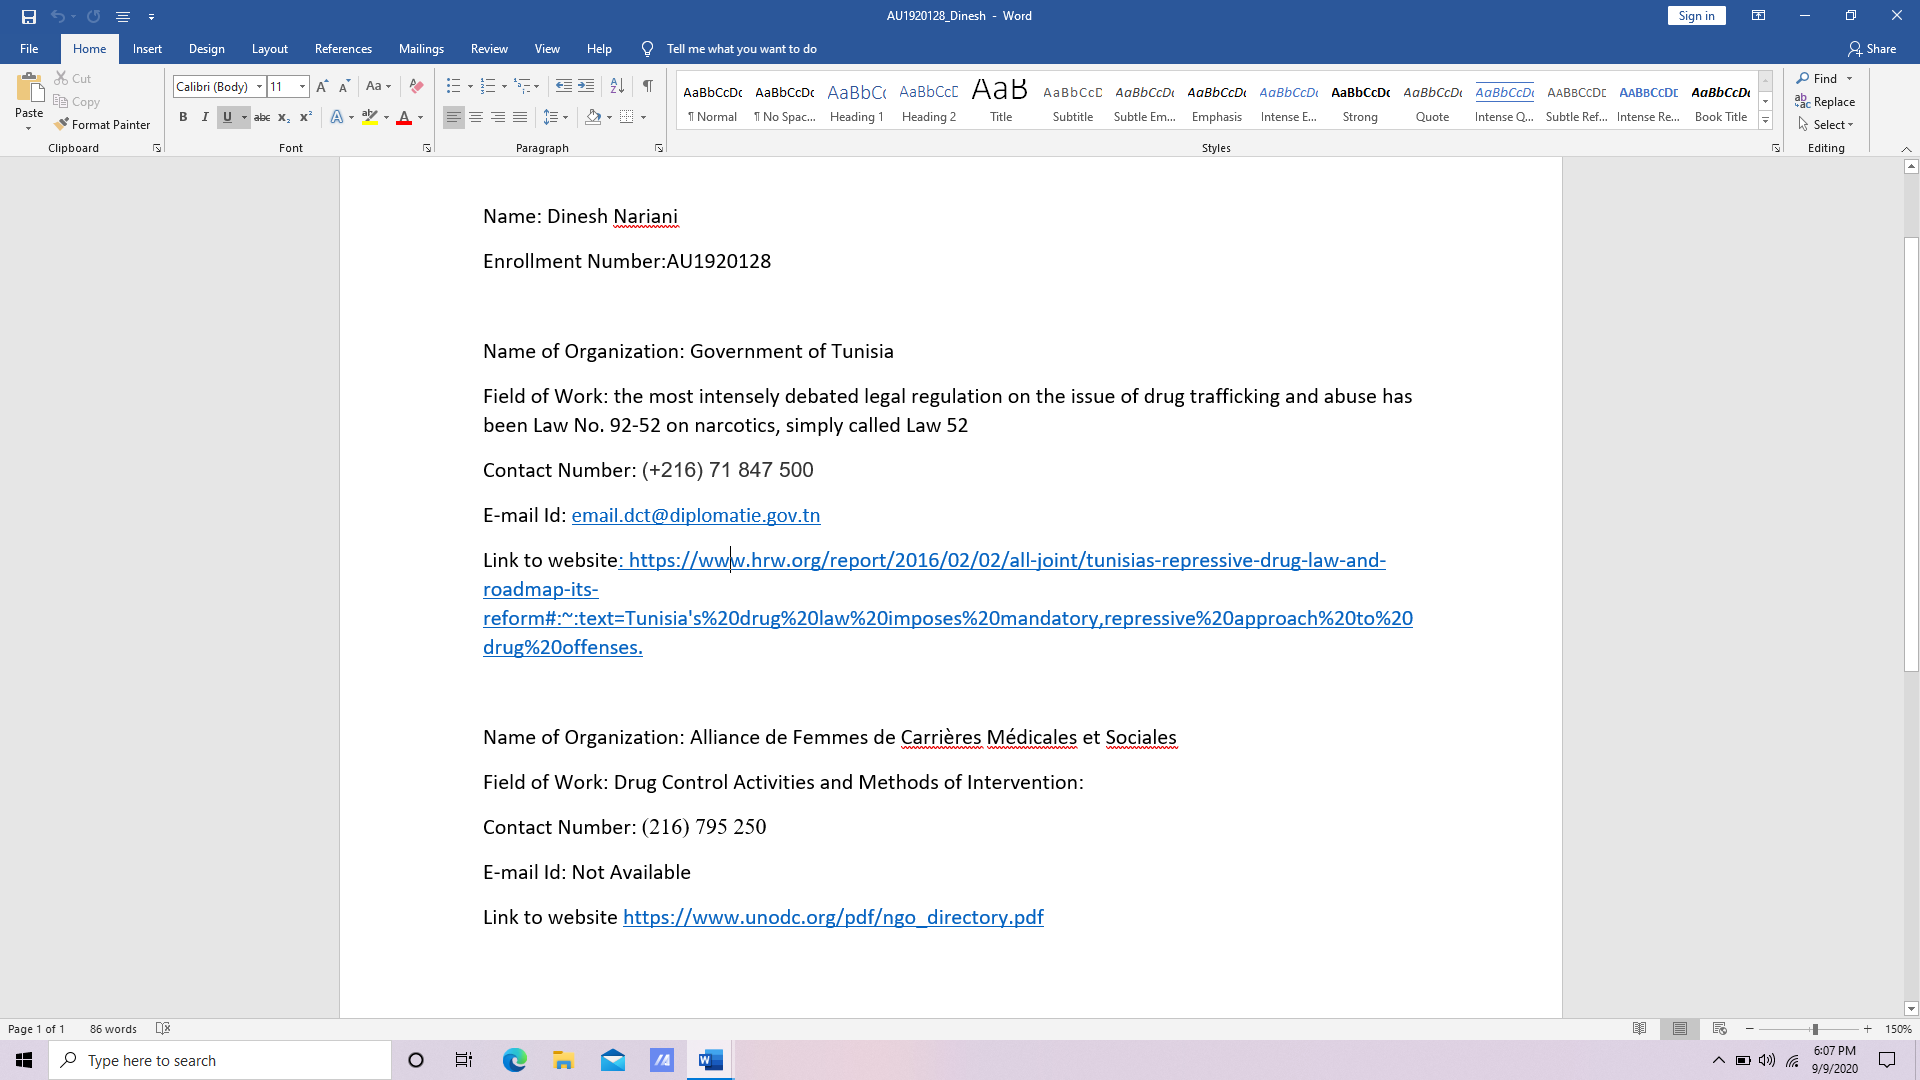 AU1920128_Dinesh - Word
Sign in
File Home Insert Design Layout References Mailings Review View Help Tell me what you want to do Share
Paste Cut Copy Format Painter
Calibri (Body) 11
AaBbCcDc AaBbCcDc AaBbCc AaBbCcD AaB AaBbCcD AaBbCcDc AaBbCcDc AaBbCcDc AaBbCcDc AaBbCcDc AaBbCcDc AABBCCDD AABBCCDD AaBbCcDc
¶ Normal ¶ No Spac... Heading 1 Heading 2 Title Subtitle Subtle Em... Emphasis Intense E... Strong Quote Intense Q... Subtle Ref... Intense Re... Book Title
Find Replace Select
Clipboard Font Paragraph Styles Editing
Name: Dinesh Nariani
Enrollment Number:AU1920128
Name of Organization: Government of Tunisia
Field of Work: the most intensely debated legal regulation on the issue of drug trafficking and abuse has
been Law No. 92-52 on narcotics, simply called Law 52
Contact Number: (+216) 71 847 500
E-mail Id: email.dct@diplomatie.gov.tn
Link to website: https://www.hrw.org/report/2016/02/02/all-joint/tunisias-repressive-drug-law-and-
roadmap-its-
reform#:~:text=Tunisia's%20drug%20law%20imposes%20mandatory,repressive%20approach%20to%20
drug%20offenses.
Name of Organization: Alliance de Femmes de Carrières Médicales et Sociales
Field of Work: Drug Control Activities and Methods of Intervention:
Contact Number: (216) 795 250
E-mail Id: Not Available
Link to website https://www.unodc.org/pdf/ngo_directory.pdf
Page 1 of 1 86 words 150%
Type here to search
6:07 PM
9/9/2020